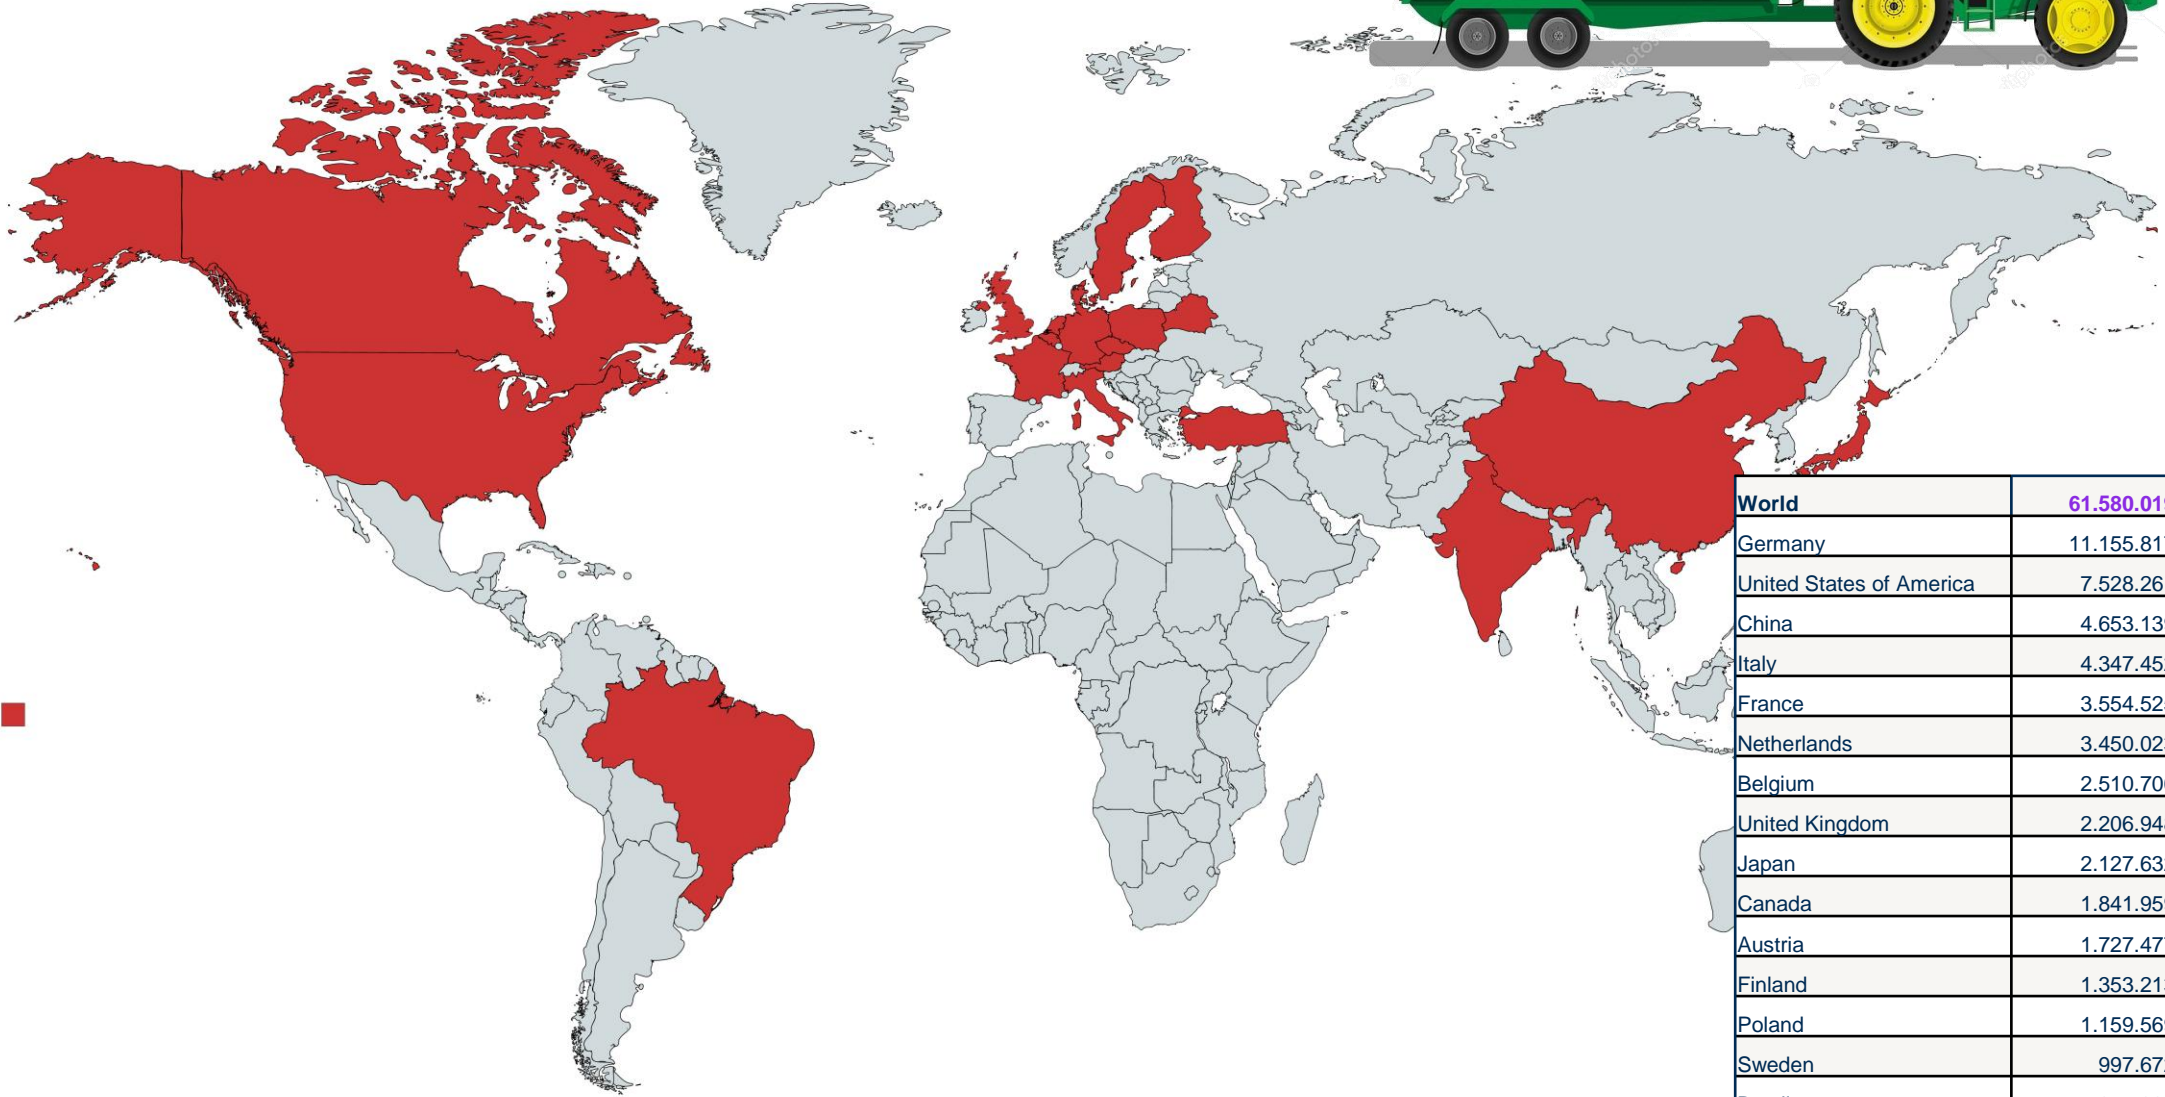 World 61.580.01
Germany 11.155.81
United States of America 7.528.26
China 4.653.13
Italy 4.347.45
France 3.554.52
Netherlands 3.450.02
Belgium 2.510.70
United Kingdom 2.206.94
Japan 2.127.63
Canada 1.841.95
Austria 1.727.47
Finland 1.353.21
Poland 1.159.56
Sweden 997.67